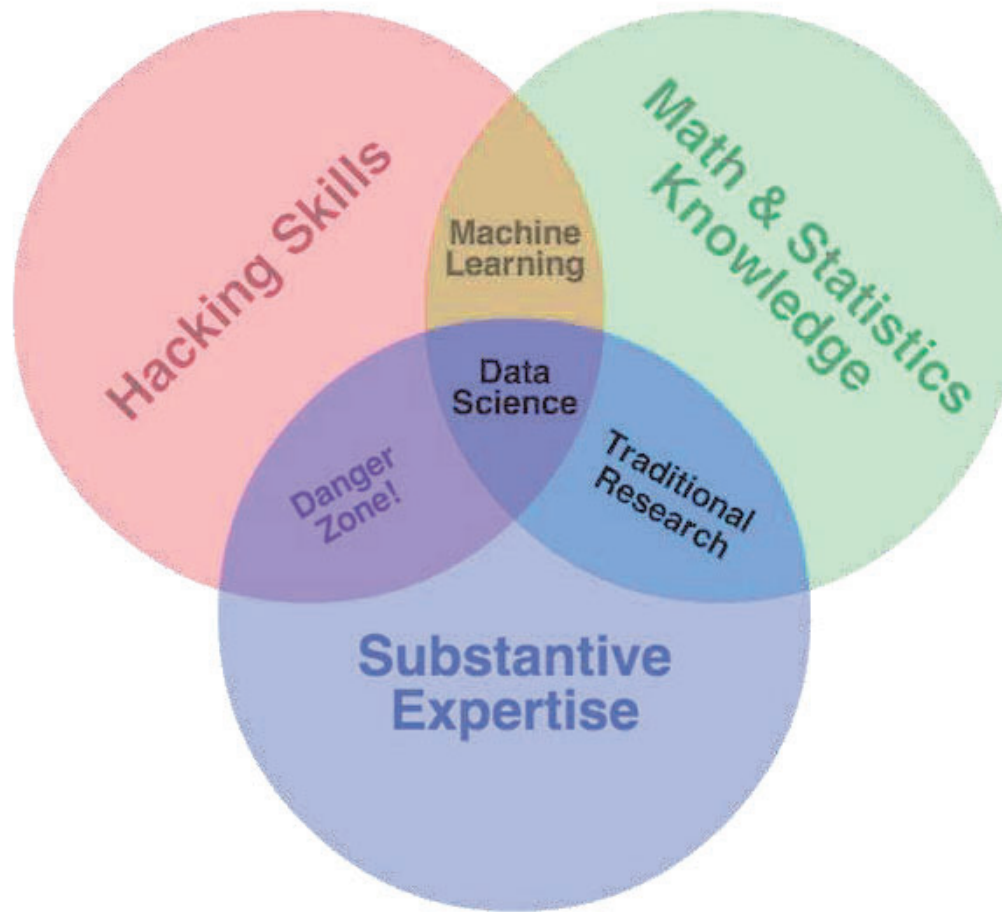 Hacking Skills
Math & Statistics
Knowledge
Machine
Learning
Data
Science
Danger
Zone!
Traditional
Research
Substantive
Expertise